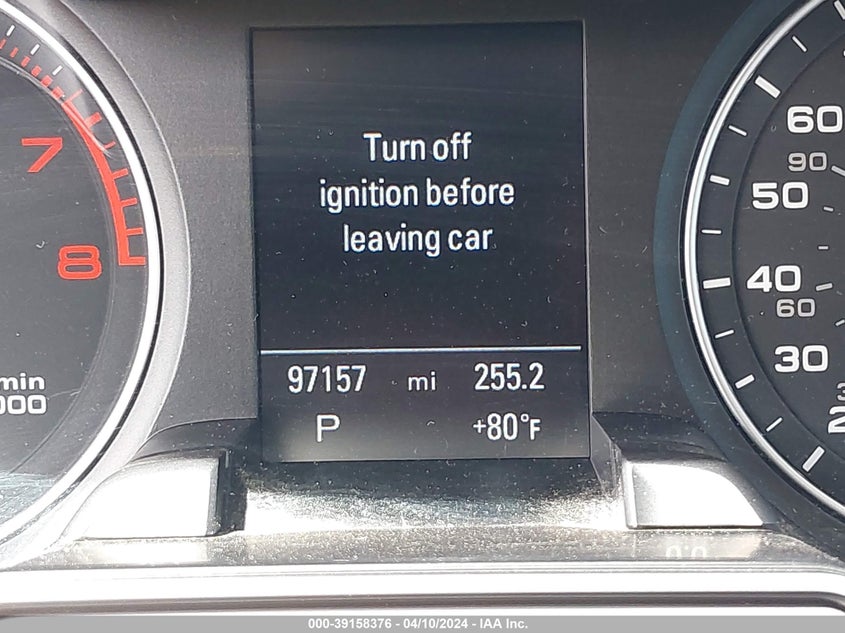 Turn off
ignition before
leaving car
97157 mi 255.2
P +80°F
7
8
min
000
60
90
50
40
60
30
000-39158376 - 04/10/2024 - IAA Inc.